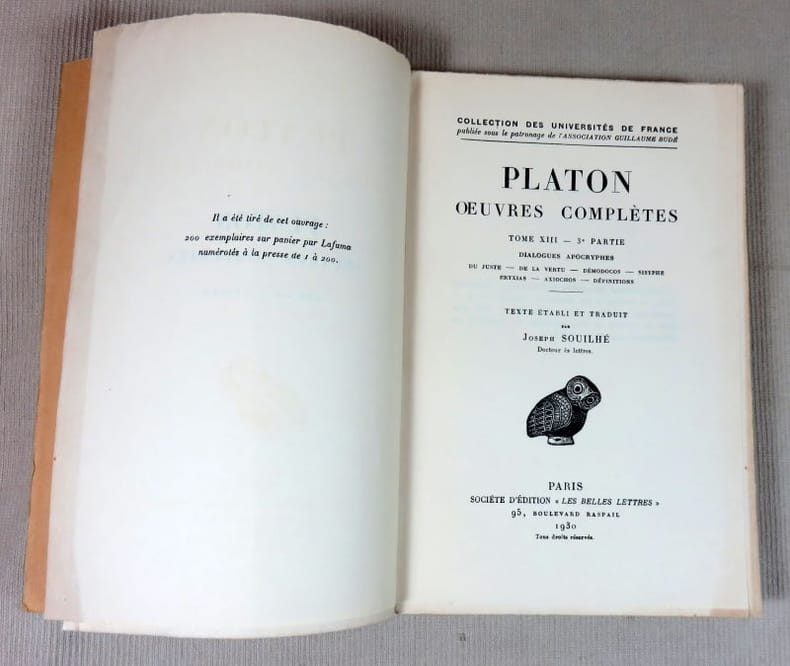 Il a été tiré de cet ouvrage :
200 exemplaires sur papier pur Lafuma
numérotés à la presse de 1 à 200.
COLLECTION DES UNIVERSITÉS DE FRANCE
publiée sous le patronage de l'ASSOCIATION GUILLAUME BUDÉ
PLATON
ŒUVRES COMPLÈTES
TOME XIII — 3e PARTIE
DIALOGUES APOCRYPHES
DU JUSTE — DE LA VERTU — DÉMODOCOS — SISYPHE
ERYXIAS — AXIOCHOS — DÉFINITIONS
TEXTE ÉTABLI ET TRADUIT
PAR
JOSEPH SOUILHÉ
Docteur ès lettres.
PARIS
SOCIÉTÉ D'ÉDITION « LES BELLES LETTRES »
95, BOULEVARD RASPAIL
1930
Tous droits réservés.